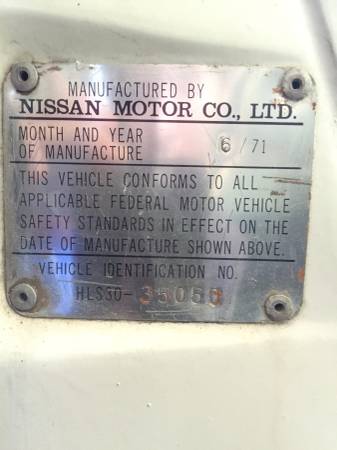 MANUFACTURED BY
NISSAN MOTOR CO., LTD.
MONTH AND YEAR
OF MANUFACTURE 6/71
THIS VEHICLE CONFORMS TO ALL
APPLICABLE FEDERAL MOTOR VEHICLE
SAFETY STANDARDS IN EFFECT ON THE
DATE OF MANUFACTURE SHOWN ABOVE.
VEHICLE IDENTIFICATION NO.
HLS30-35055